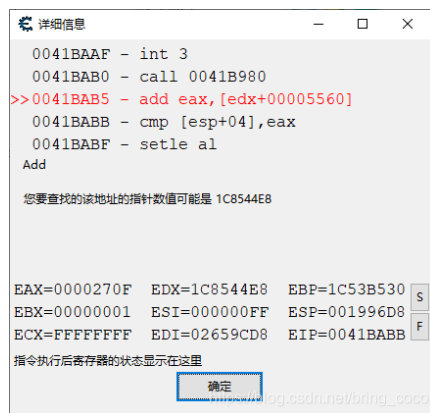 详细信息
0041BAAF - int 3
0041BAB0 - call 0041B980
>>0041BAB5 - add eax,[edx+00005560]
0041BABB - cmp [esp+04],eax
0041BABF - setle al
Add
您要查找的该地址的指针数值可能是 1C8544E8
EAX=0000270F EDX=1C8544E8 EBP=1C53B530
EBX=00000001 ESI=000000FF ESP=001996D8
ECX=FFFFFFFF EDI=02659CD8 EIP=0041BABB
S
F
指令执行后寄存器的状态显示在这里
确定
https://blog.csdn.net/bring_coco